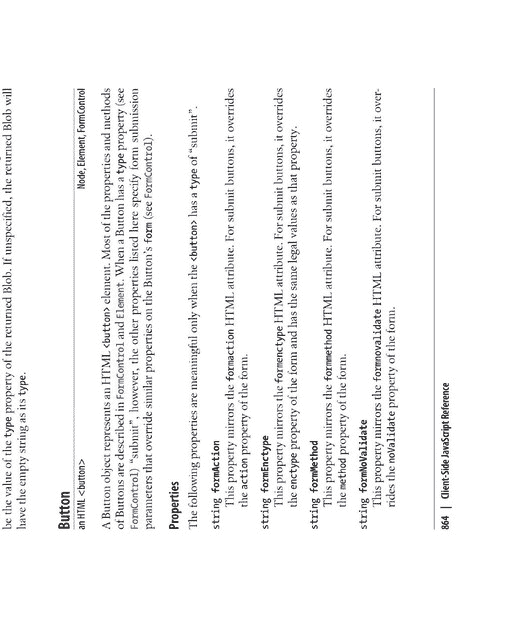 be the value of the type property of the returned Blob. If unspecified, the returned Blob will
have the empty string as its type.
Button
an HTML <button> Node, Element, FormControl
A Button object represents an HTML <button> element. Most of the properties and methods
of Buttons are described in FormControl and Element. When a Button has a type property (see
FormControl) “submit”, however, the other properties listed here specify form submission
parameters that override similar properties on the Button’s form (see FormControl).
Properties
The following properties are meaningful only when the <button> has a type of “submit”.
string formAction
This property mirrors the formaction HTML attribute. For submit buttons, it overrides
the action property of the form.
string formEnctype
This property mirrors the formenctype HTML attribute. For submit buttons, it overrides
the enctype property of the form and has the same legal values as that property.
string formMethod
This property mirrors the formmethod HTML attribute. For submit buttons, it overrides
the method property of the form.
string formNoValidate
This property mirrors the formnovalidate HTML attribute. For submit buttons, it over-
rides the noValidate property of the form.
864 | Client-Side JavaScript Reference